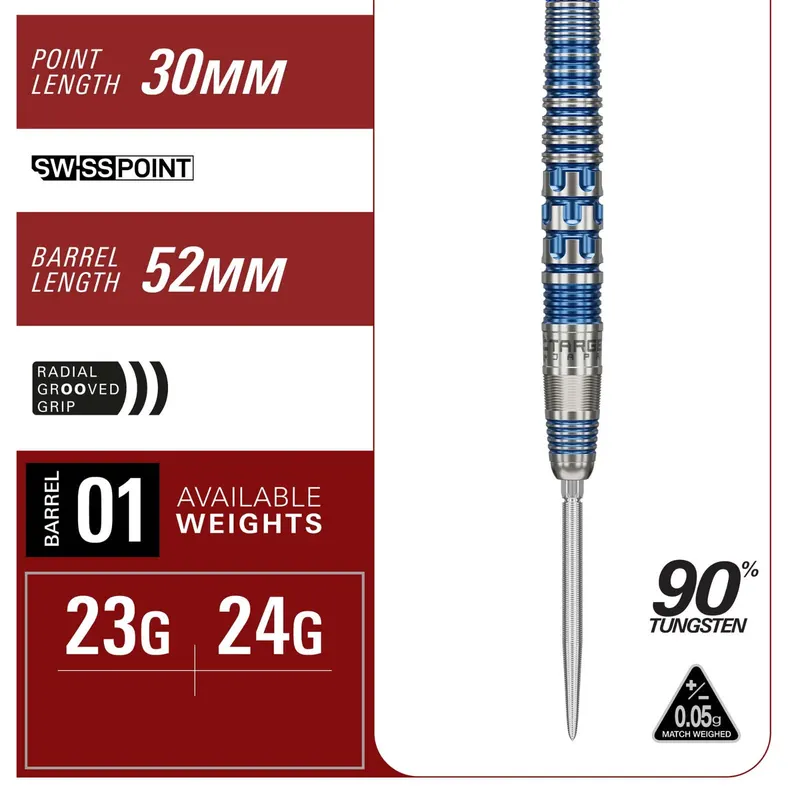 POINT
LENGTH 30MM
SWISSPOINT
BARREL
LENGTH 52MM
RADIAL
GROOVED
GRIP
BARREL 01 AVAILABLE
WEIGHTS
23G 24G
TARGE
90%
TUNGSTEN
+/-
0.05g
MATCH WEIGHED